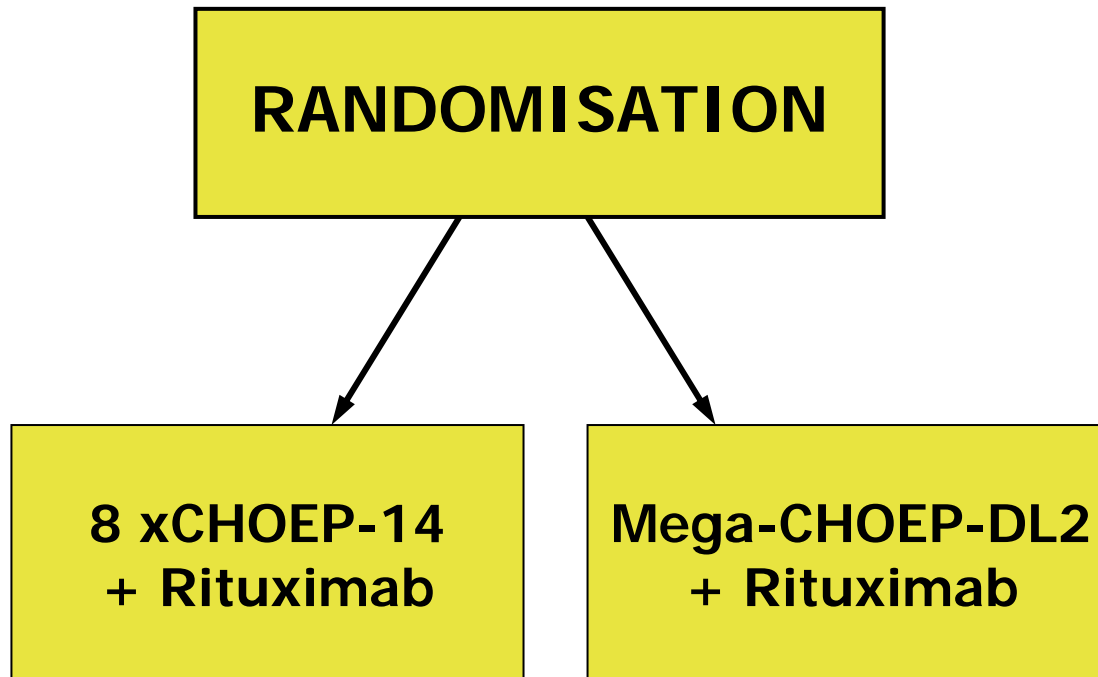 RANDOMISATION
8 xCHOEP-14
+ Rituximab
Mega-CHOEP-DL2
+ Rituximab